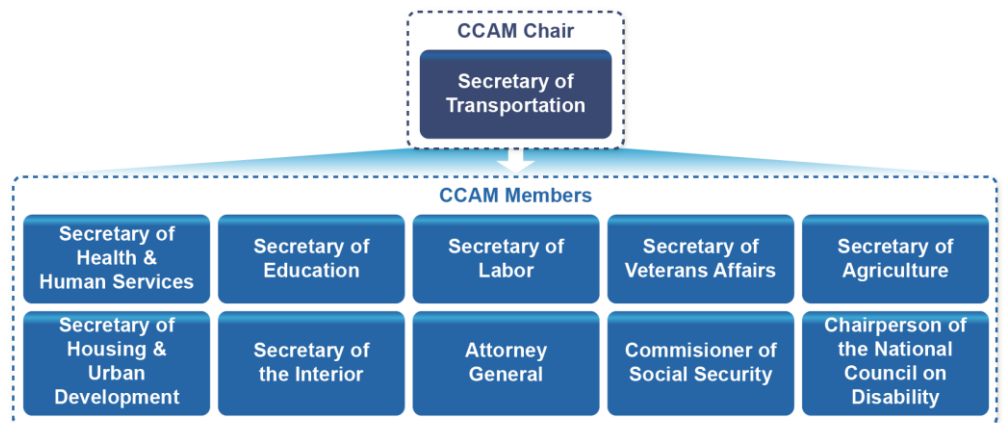 CCAM Chair
Secretary of
Transportation
CCAM Members
Secretary of
Health &
Human Services
Secretary of
Education
Secretary of
Labor
Secretary of
Veterans Affairs
Secretary of
Agriculture
Secretary of
Housing &
Urban
Development
Secretary of
the Interior
Attorney
General
Commisioner of
Social Security
Chairperson of
the National
Council on
Disability